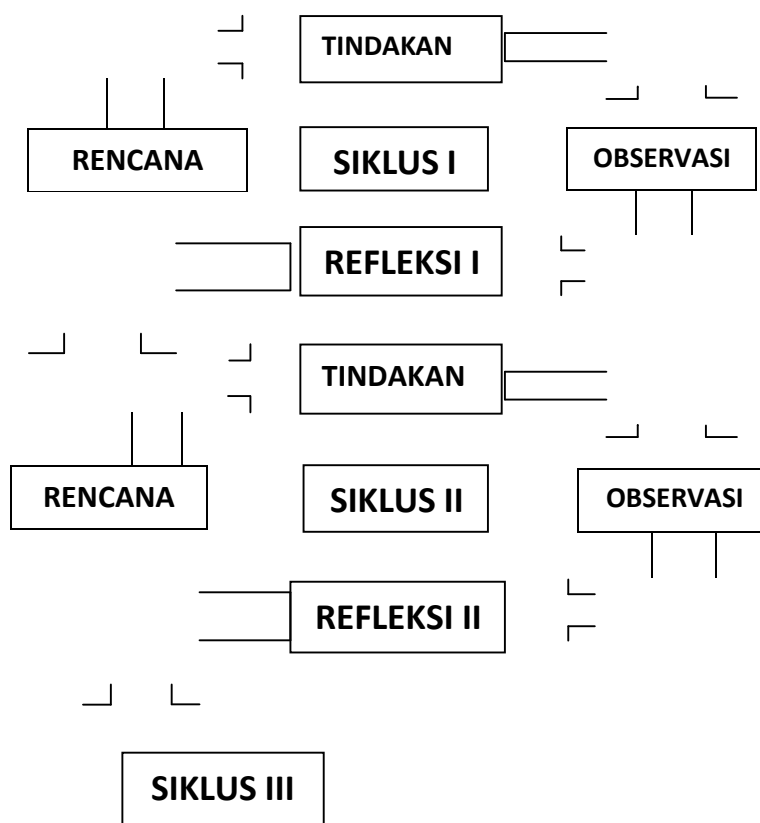 TINDAKAN
RENCANA
SIKLUS I
OBSERVASI
REFLEKSI I
TINDAKAN
RENCANA
SIKLUS II
OBSERVASI
REFLEKSI II
SIKLUS III